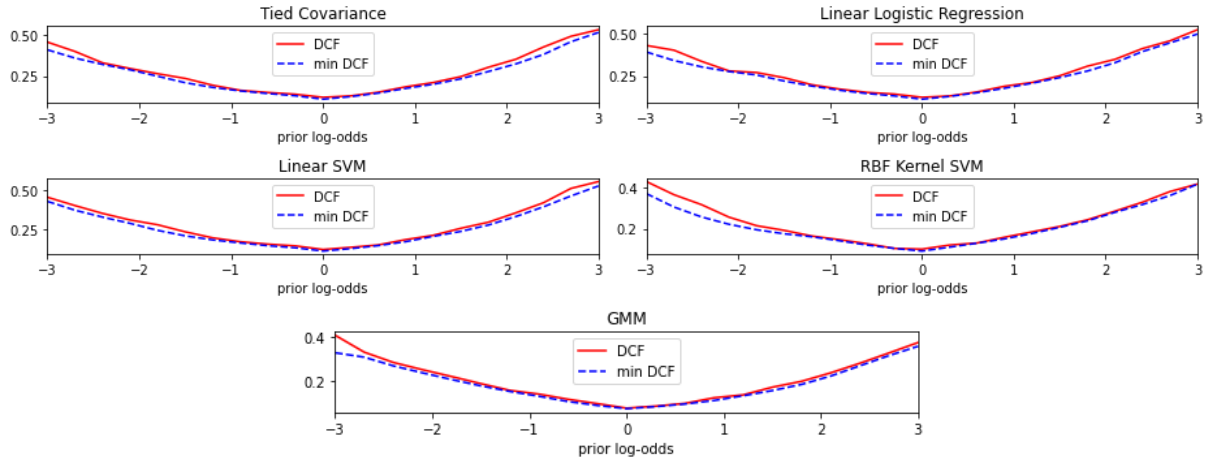 Tied Covariance
0.50
0.25
DCF
min DCF
−3 −2 −1 0 1 2 3
prior log-odds
Linear Logistic Regression
0.50
0.25
DCF
min DCF
−3 −2 −1 0 1 2 3
prior log-odds
Linear SVM
0.50
0.25
DCF
min DCF
−3 −2 −1 0 1 2 3
prior log-odds
RBF Kernel SVM
0.4
0.2
DCF
min DCF
−3 −2 −1 0 1 2 3
prior log-odds
GMM
0.4
0.2
DCF
min DCF
−3 −2 −1 0 1 2 3
prior log-odds